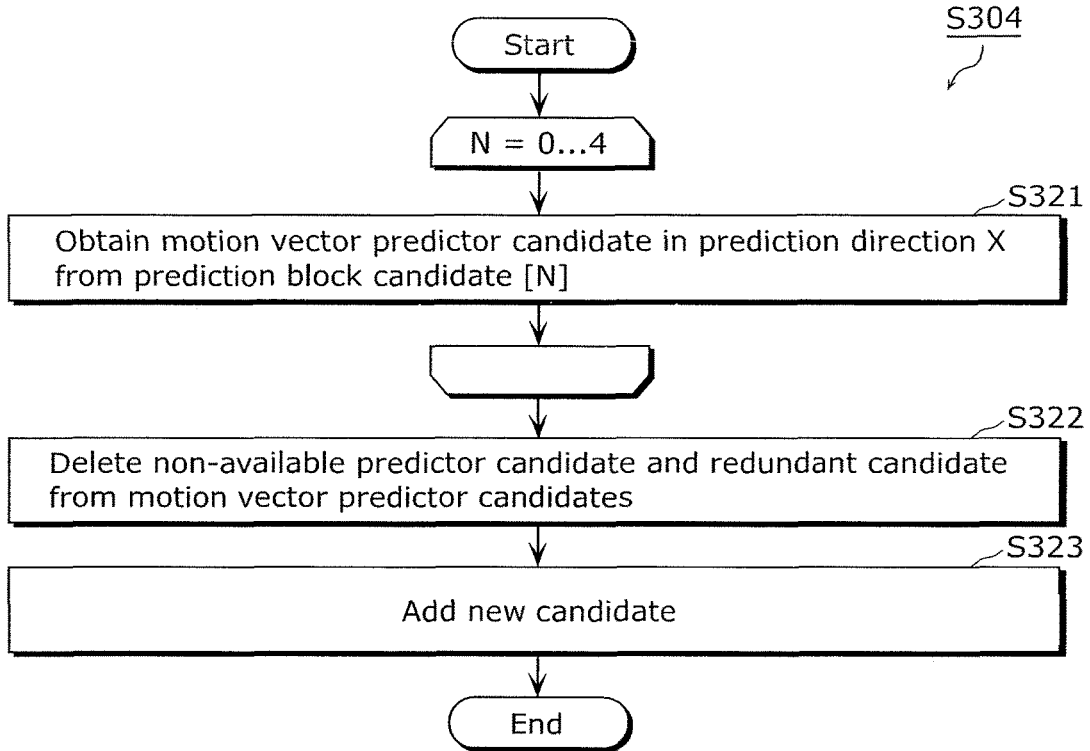 S304
Start
N = 0...4
S321
Obtain motion vector predictor candidate in prediction direction X
from prediction block candidate [N]
S322
Delete non-available predictor candidate and redundant candidate
from motion vector predictor candidates
S323
Add new candidate
End